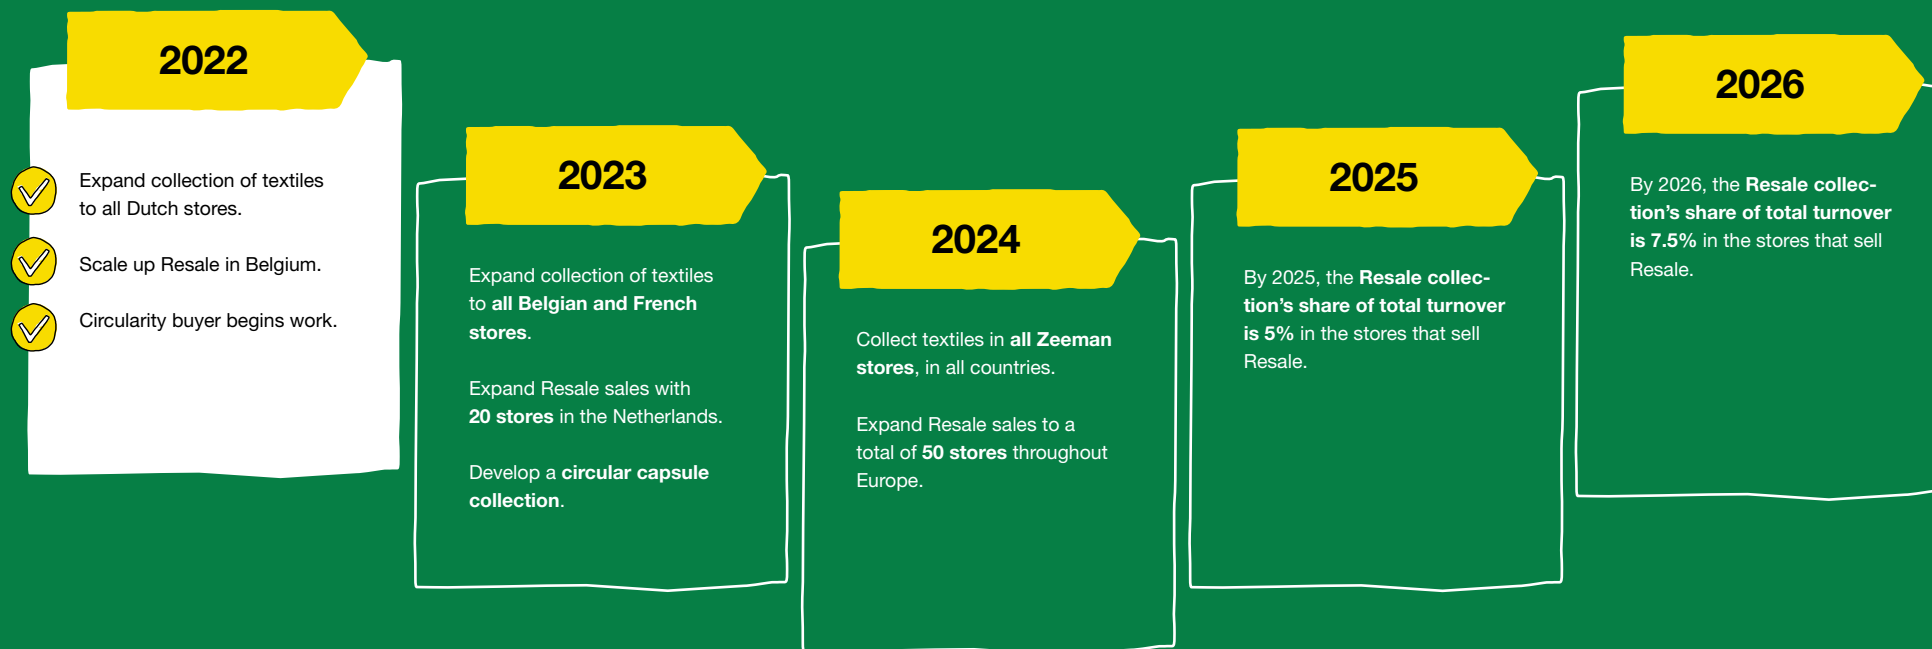 2022
Expand collection of textiles
to all Dutch stores.
Scale up Resale in Belgium.
Circularity buyer begins work.
2023
Expand collection of textiles
to all Belgian and French
stores.
Expand Resale sales with
20 stores in the Netherlands.
Develop a circular capsule
collection.
2024
Collect textiles in all Zeeman
stores, in all countries.
Expand Resale sales to a
total of 50 stores throughout
Europe.
2025
By 2025, the Resale collec-
tion’s share of total turnover
is 5% in the stores that sell
Resale.
2026
By 2026, the Resale collec-
tion’s share of total turnover
is 7.5% in the stores that sell
Resale.